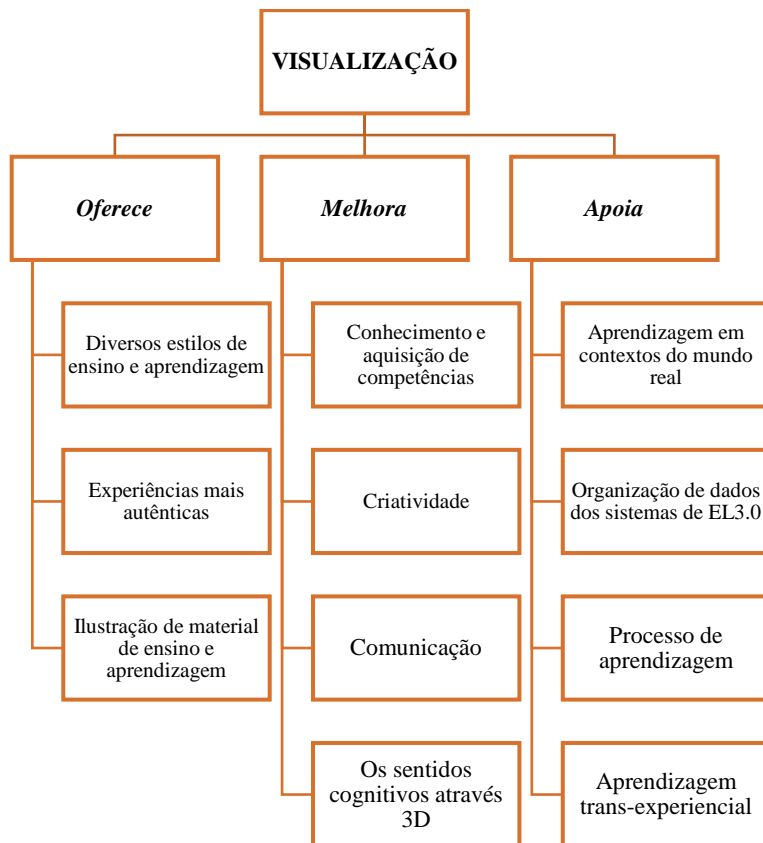 VISUALIZAÇÃO
Oferece
Melhora
Apoia
Diversos estilos de
ensino e aprendizagem
Experiências mais
autênticas
Ilustração de material
de ensino e
aprendizagem
Conhecimento e
aquisição de
competências
Criatividade
Comunicação
Os sentidos
cognitivos através
3D
Aprendizagem em
contextos do mundo
real
Organização de dados
dos sistemas de EL3.0
Processo de
aprendizagem
Aprendizagem
trans-experiencial